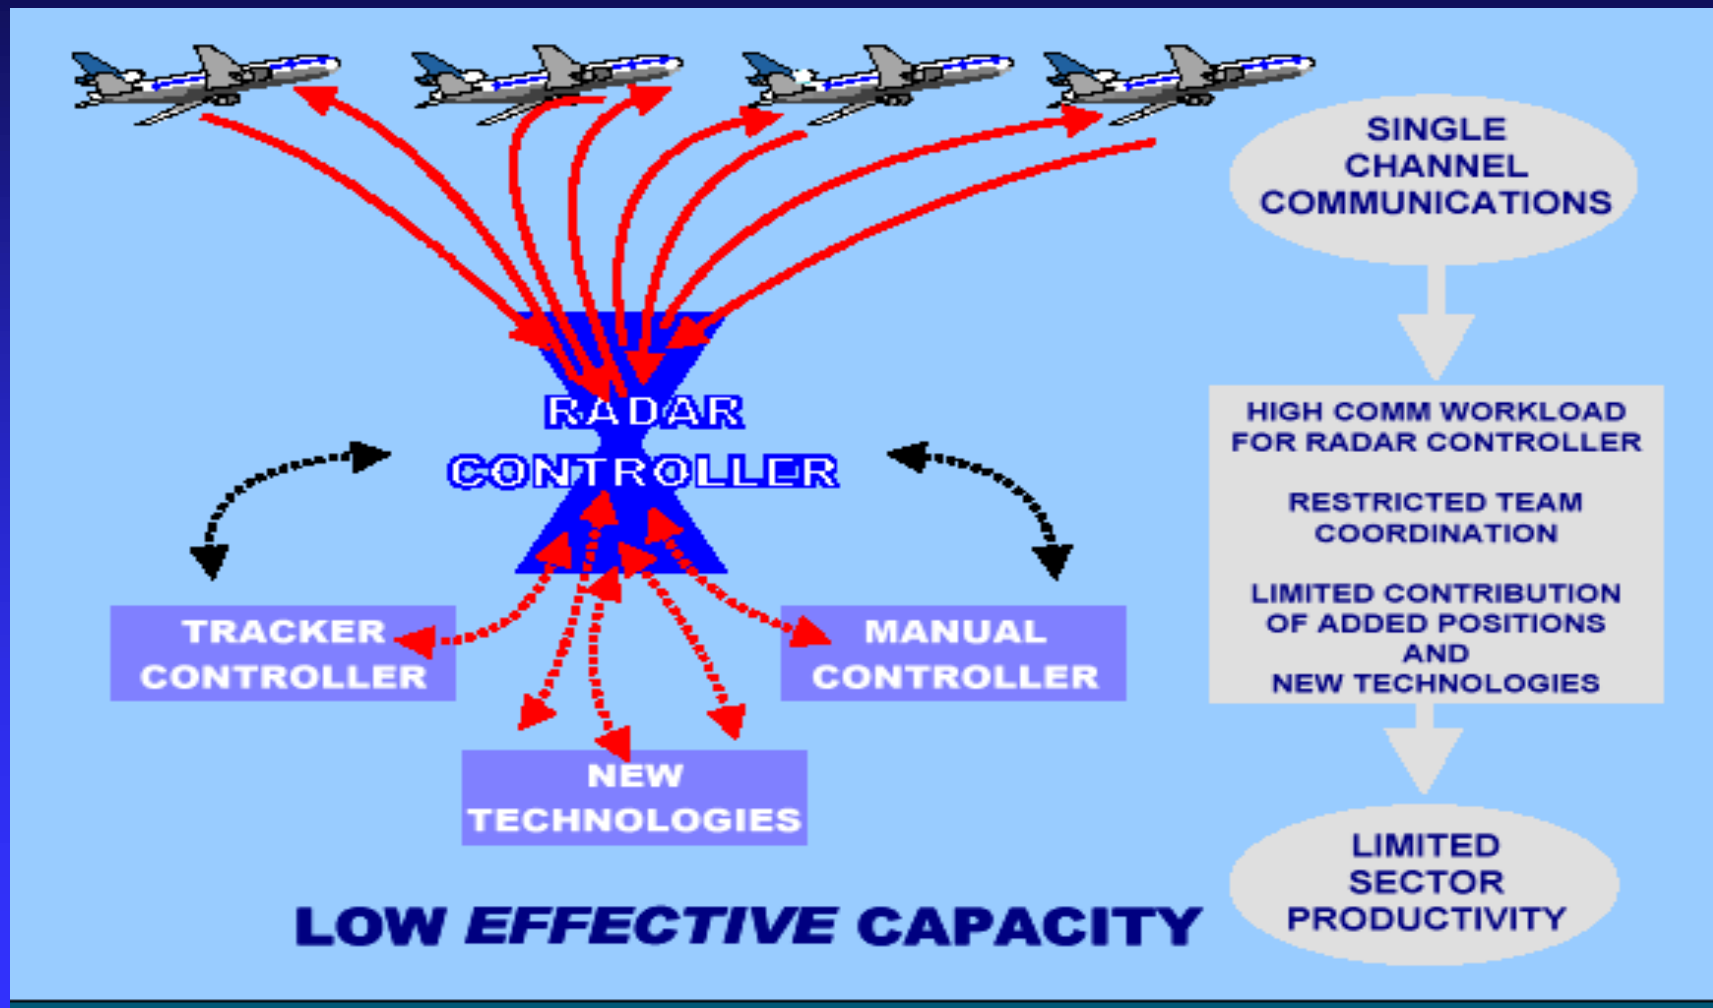 RADAR
CONTROLLER
TRACKER
CONTROLLER
MANUAL
CONTROLLER
NEW
TECHNOLOGIES
LOW EFFECTIVE CAPACITY
SINGLE
CHANNEL
COMMUNICATIONS
HIGH COMM WORKLOAD
FOR RADAR CONTROLLER
RESTRICTED TEAM
COORDINATION
LIMITED CONTRIBUTION
OF ADDED POSITIONS
AND
NEW TECHNOLOGIES
LIMITED
SECTOR
PRODUCTIVITY